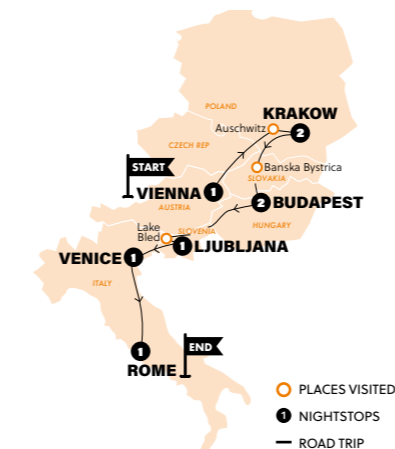 POLAND
KRAKOW
Auschwitz
2
CZECH REP
START
Banska Bystrica
SLOVAKIA
VIENNA 1
AUSTRIA
2 BUDAPEST
HUNGARY
Lake
Bled
SLOVENIA
1 LJUBLJANA
VENICE 1
ITALY
1
END
ROME
PLACES VISITED
1 NIGHTSTOPS
ROAD TRIP